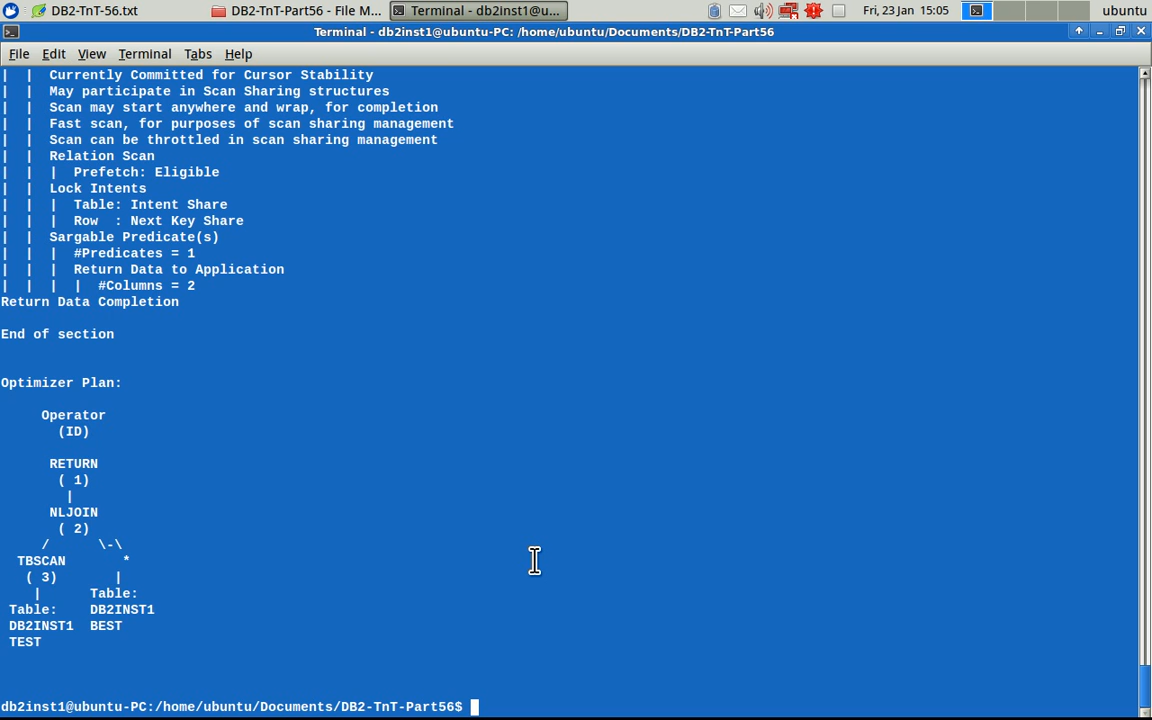 DB2-TnT-56.txt
DB2-TnT-Part56 - File M...
Terminal - db2inst1@u...
Fri, 23 Jan 15:05
ubuntu
Terminal - db2inst1@ubuntu-PC: /home/ubuntu/Documents/DB2-TnT-Part56
File Edit View Terminal Tabs Help
|  |  Currently Committed for Cursor Stability
|  |  May participate in Scan Sharing structures
|  |  Scan may start anywhere and wrap, for completion
|  |  Fast scan, for purposes of scan sharing management
|  |  Scan can be throttled in scan sharing management
|  |  Relation Scan
|  |  |  Prefetch: Eligible
|  |  Lock Intents
|  |  |  Table: Intent Share
|  |  |  Row  : Next Key Share
|  |  Sargable Predicate(s)
|  |  |  #Predicates = 1
|  |  |  Return Data to Application
|  |  |  |  #Columns = 2
Return Data Completion
End of section
Optimizer Plan:
     Operator
       (ID)
      RETURN
       ( 1)
        |
      NLJOIN
       ( 2)
     /      \-\
  TBSCAN       *
   ( 3)       |
    |      Table:
 Table:    DB2INST1
 DB2INST1  BEST
 TEST
db2inst1@ubuntu-PC:/home/ubuntu/Documents/DB2-TnT-Part56$